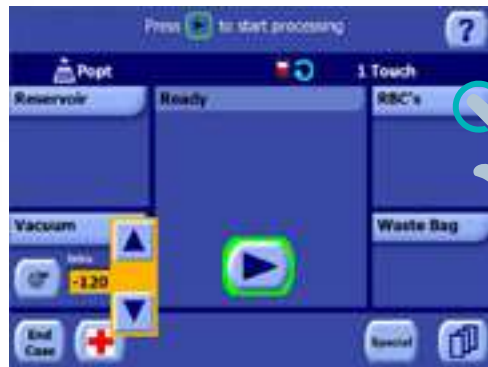 Press to start processing
?
Popt
1 Touch
Reservoir
Ready
RBC's
Vacuum
Waste Bag
-120
End
Case
Special